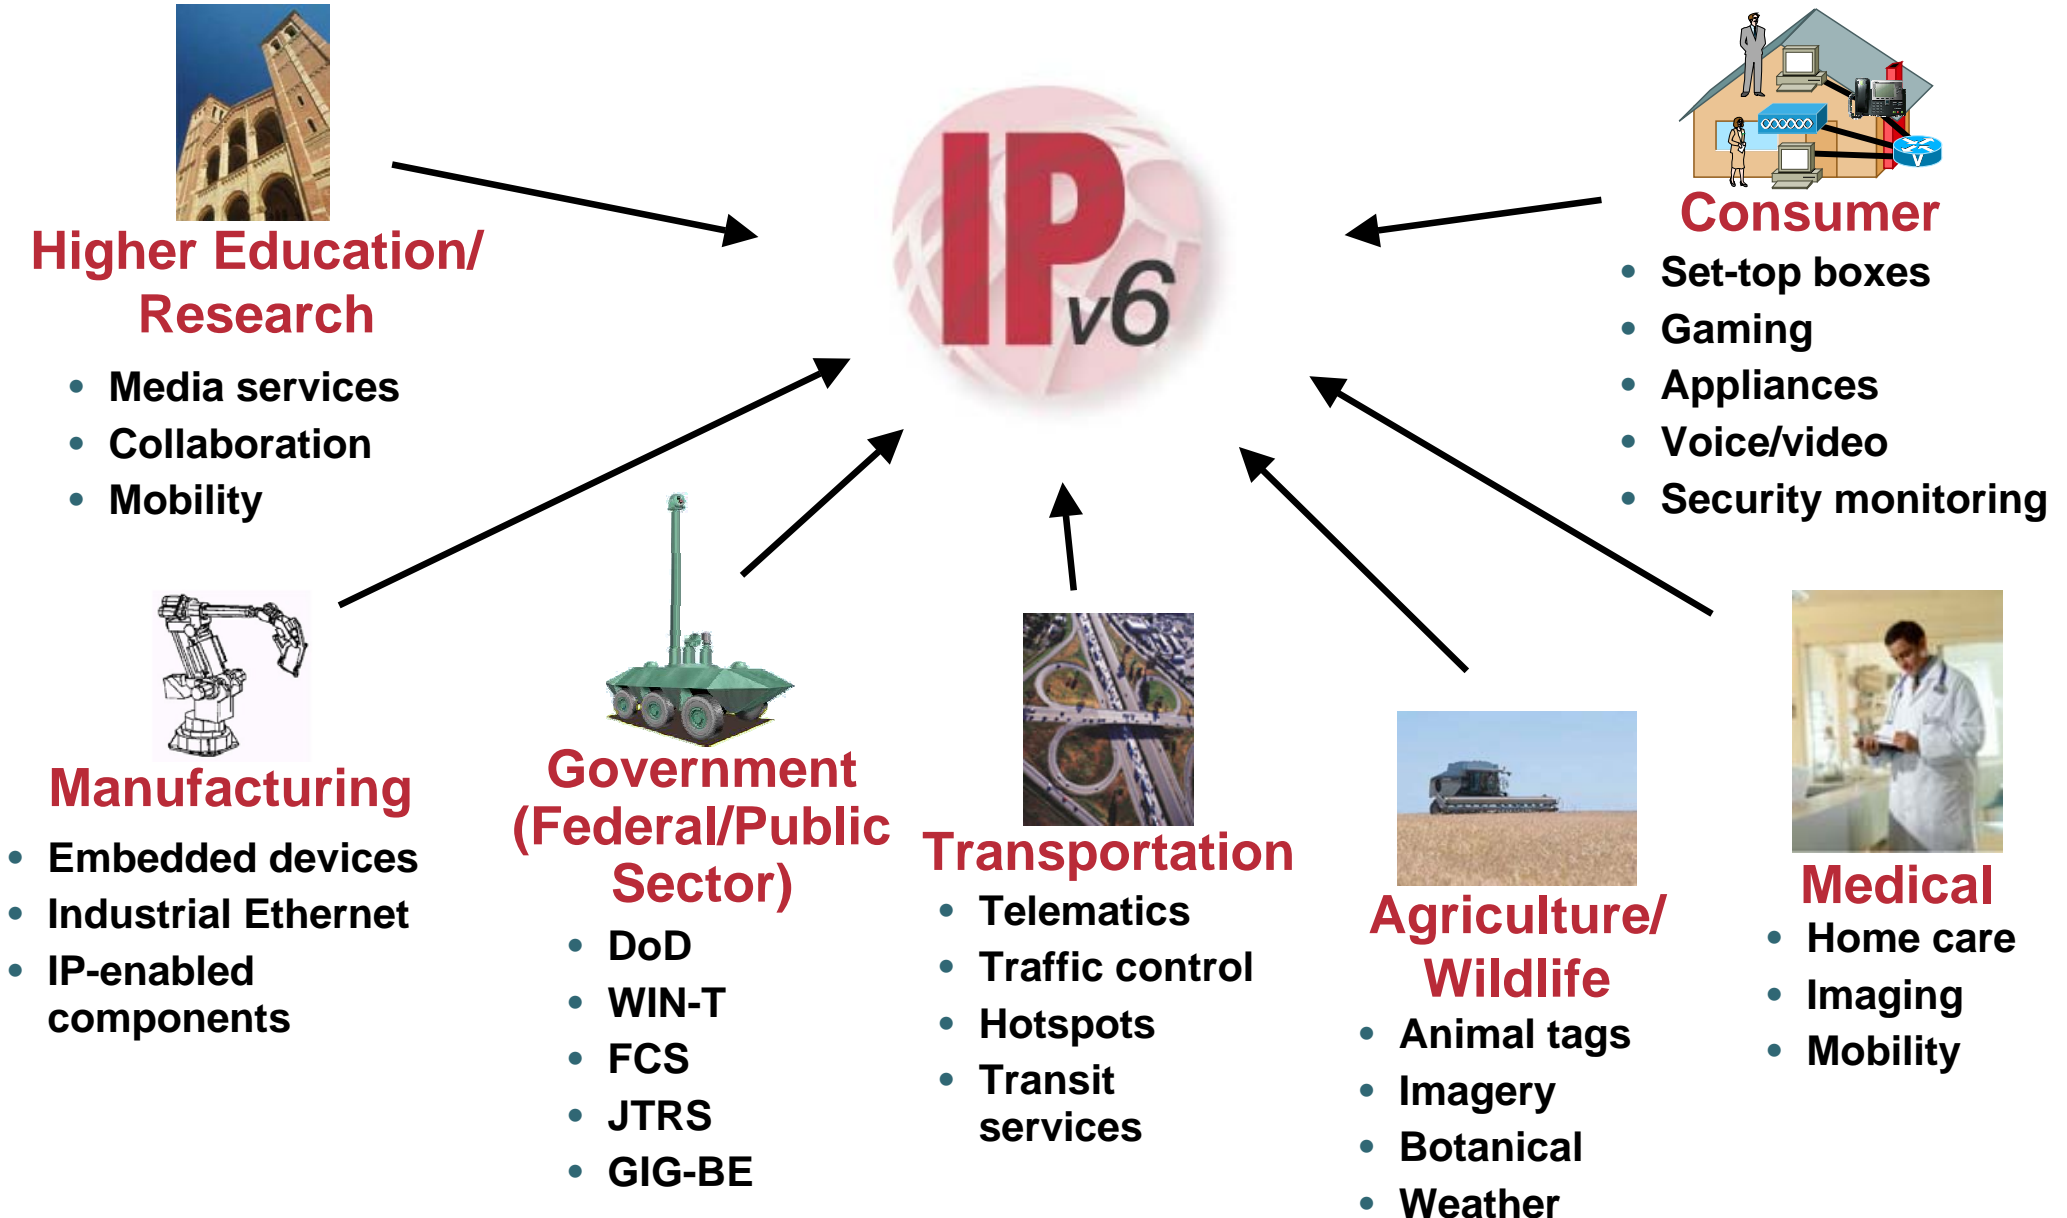 IPv6
Higher Education/
Research
• Media services
• Collaboration
• Mobility
Consumer
• Set-top boxes
• Gaming
• Appliances
• Voice/video
• Security monitoring
V
Manufacturing
• Embedded devices
• Industrial Ethernet
• IP-enabled
components
Government
(Federal/Public
Sector)
• DoD
• WIN-T
• FCS
• JTRS
• GIG-BE
Transportation
• Telematics
• Traffic control
• Hotspots
• Transit
services
Agriculture/
Wildlife
• Animal tags
• Imagery
• Botanical
• Weather
Medical
• Home care
• Imaging
• Mobility